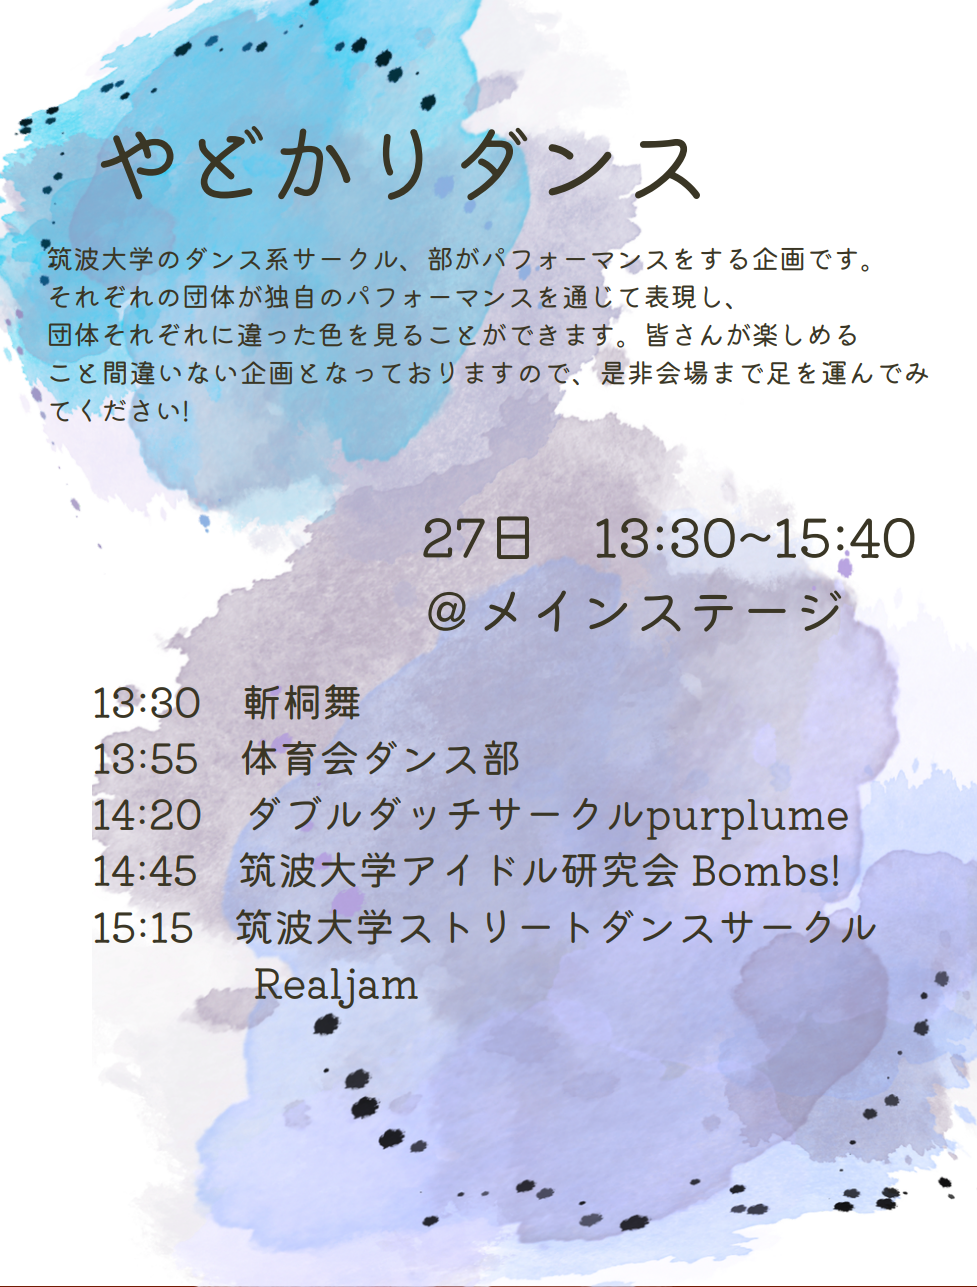 やどかりダンス
筑波大学のダンス系サークル、部がパフォーマンスをする企画です。
それぞれの団体が独自のパフォーマンスを通じて表現し、
団体それぞれに違った色を見ることができます。皆さんが楽しめる
こと間違いない企画となっておりますので、是非会場まで足を運んでみ
てください!
27日 13:30~15:40
@メインステージ
13:30 斬桐舞
13:55 体育会ダンス部
14:20 ダブルダッチサークルpurplume
14:45 筑波大学アイドル研究会 Bombs!
15:15 筑波大学ストリートダンスサークル
Realjam